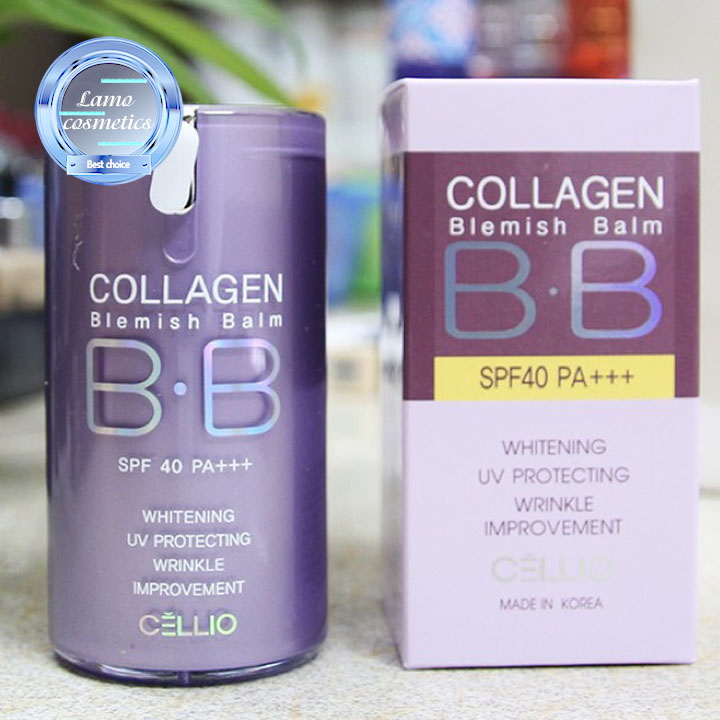 Lamo
cosmetics
Best choice
COLLAGEN
Blemish Balm
B·B
SPF 40 PA+++
WHITENING
UV PROTECTING
WRINKLE
IMPROVEMENT
CELLIO
COLLAGEN
Blemish Balm
B·B
SPF40 PA+++
WHITENING
UV PROTECTING
WRINKLE
IMPROVEMENT
CELLIO
MADE IN KOREA